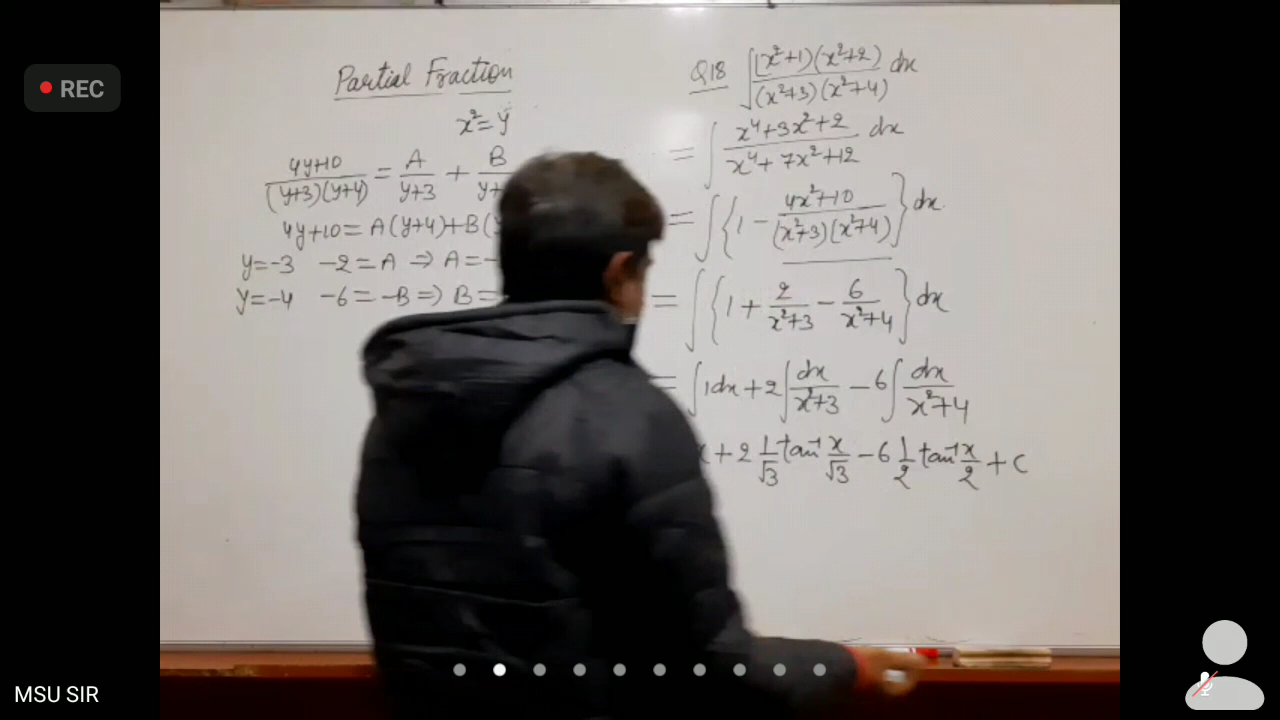 REC
Partial Fraction
x² = y
(4y+10)/((y+3)(y+4)) = A/(y+3) + B/
4y+10 = A(y+4)+B(
y=-3 -2 = A ⇒ A = -
y=-4 -6 = -B ⇒ B =
Q18 ∫ (x²+1)(x²+2)/((x²+3)(x²+4)) dx
= ∫ (x⁴+3x²+2)/(x⁴+7x²+12) dx
= ∫ {1 - (4x²+10)/((x²+3)(x²+4))} dx
= ∫ {1 + 2/(x²+3) - 6/(x²+4)} dx
= ∫ 1dx + 2 ∫ dx/(x²+3) - 6 ∫ dx/(x²+4)
x + 2 1/√3 tan⁻¹ x/√3 - 6 1/2 tan⁻¹ x/2 + C
MSU SIR